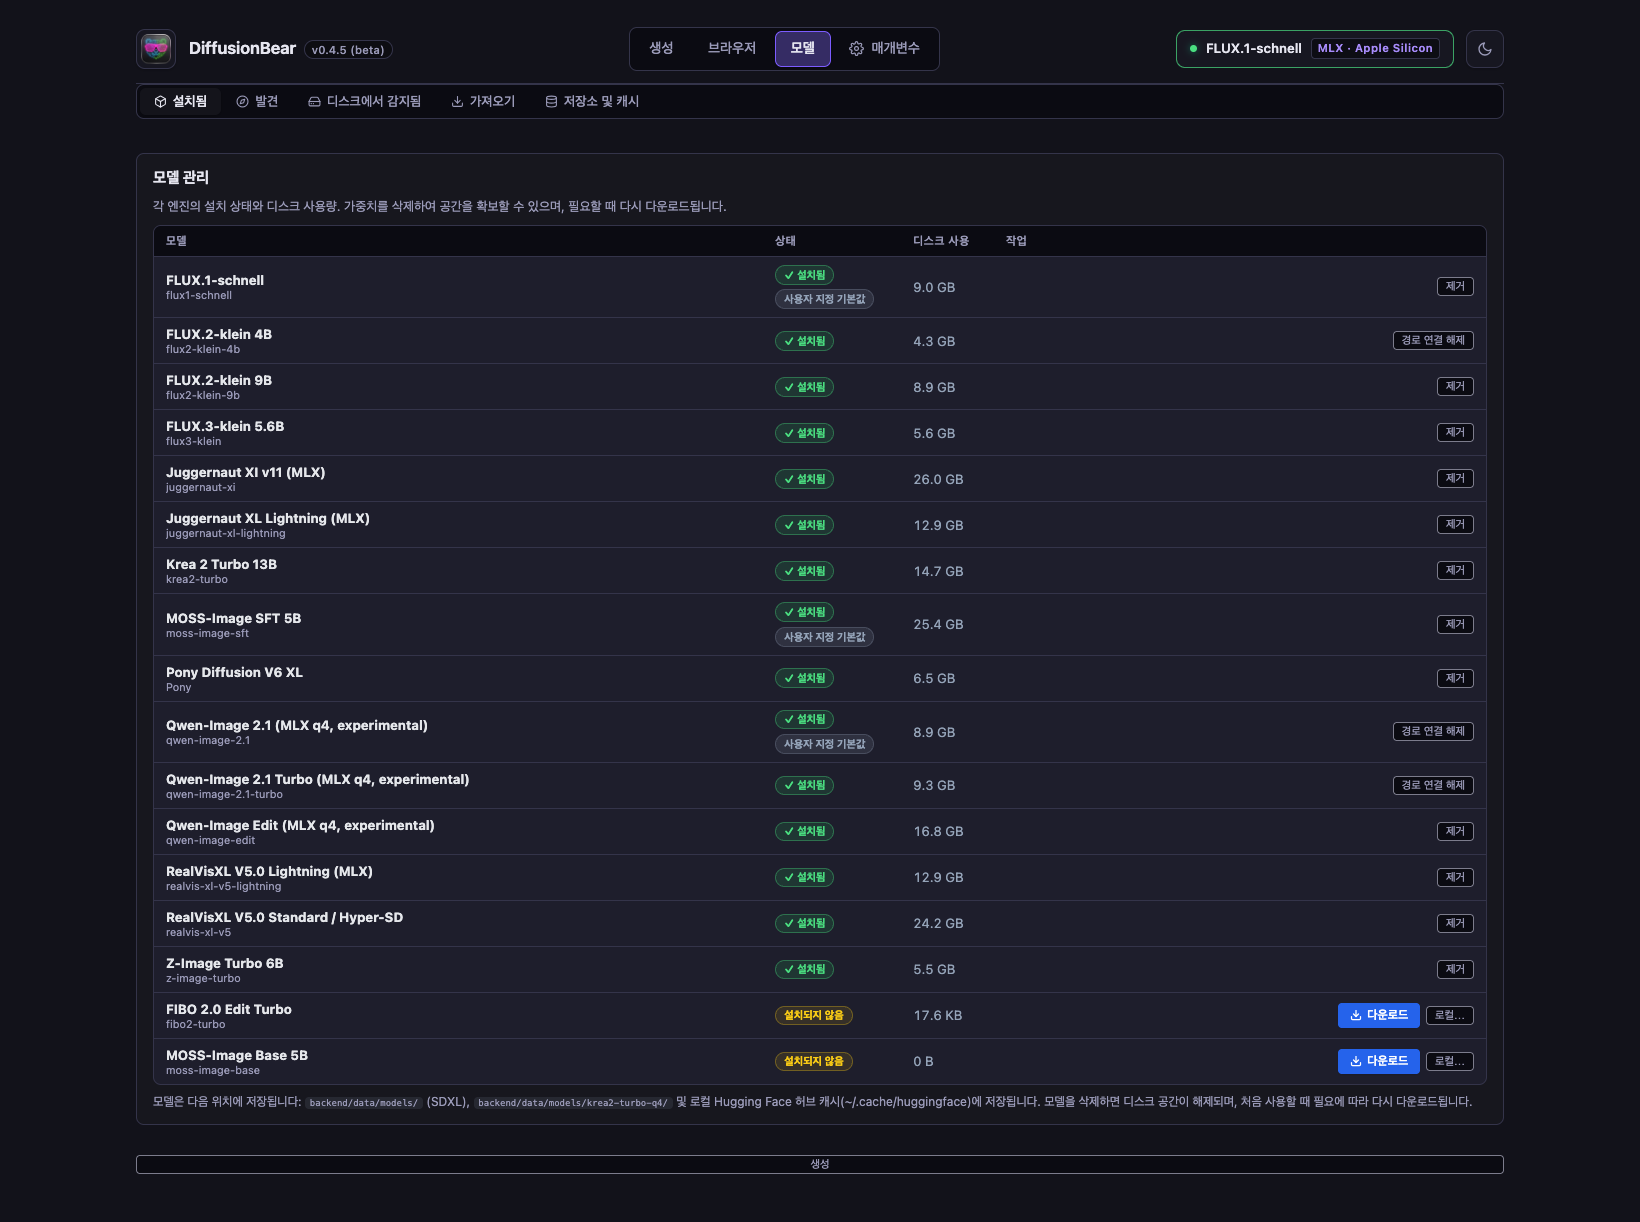 DiffusionBear v0.4.5 (beta)
생성 브라우저 모델 매개변수
FLUX.1-schnell MLX · Apple Silicon
설치됨 발견 디스크에서 감지됨 가져오기 저장소 및 캐시
모델 관리
각 엔진의 설치 상태와 디스크 사용량. 가중치를 삭제하여 공간을 확보할 수 있으며, 필요할 때 다시 다운로드됩니다.
모델 상태 디스크 사용 작업
FLUX.1-schnell
flux1-schnell
✓ 설치됨
사용자 지정 기본값
9.0 GB
제거
FLUX.2-klein 4B
flux2-klein-4b
✓ 설치됨
4.3 GB
경로 연결 해제
FLUX.2-klein 9B
flux2-klein-9b
✓ 설치됨
8.9 GB
제거
FLUX.3-klein 5.6B
flux3-klein
✓ 설치됨
5.6 GB
제거
Juggernaut XI v11 (MLX)
juggernaut-xi
✓ 설치됨
26.0 GB
제거
Juggernaut XL Lightning (MLX)
juggernaut-xl-lightning
✓ 설치됨
12.9 GB
제거
Krea 2 Turbo 13B
krea2-turbo
✓ 설치됨
14.7 GB
제거
MOSS-Image SFT 5B
moss-image-sft
✓ 설치됨
사용자 지정 기본값
25.4 GB
제거
Pony Diffusion V6 XL
Pony
✓ 설치됨
6.5 GB
제거
Qwen-Image 2.1 (MLX q4, experimental)
qwen-image-2.1
✓ 설치됨
사용자 지정 기본값
8.9 GB
경로 연결 해제
Qwen-Image 2.1 Turbo (MLX q4, experimental)
qwen-image-2.1-turbo
✓ 설치됨
9.3 GB
경로 연결 해제
Qwen-Image Edit (MLX q4, experimental)
qwen-image-edit
✓ 설치됨
16.8 GB
제거
RealVisXL V5.0 Lightning (MLX)
realvis-xl-v5-lightning
✓ 설치됨
12.9 GB
제거
RealVisXL V5.0 Standard / Hyper-SD
realvis-xl-v5
✓ 설치됨
24.2 GB
제거
Z-Image Turbo 6B
z-image-turbo
✓ 설치됨
5.5 GB
제거
FIBO 2.0 Edit Turbo
fibo2-turbo
설치되지 않음
17.6 KB
다운로드
로컬...
MOSS-Image Base 5B
moss-image-base
설치되지 않음
0 B
다운로드
로컬...
모델은 다음 위치에 저장됩니다: backend/data/models/ (SDXL), backend/data/models/krea2-turbo-q4/ 및 로컬 Hugging Face 허브 캐시(~/.cache/huggingface)에 저장됩니다. 모델을 삭제하면 디스크 공간이 해제되며, 처음 사용할 때 필요에 따라 다시 다운로드됩니다.
생성